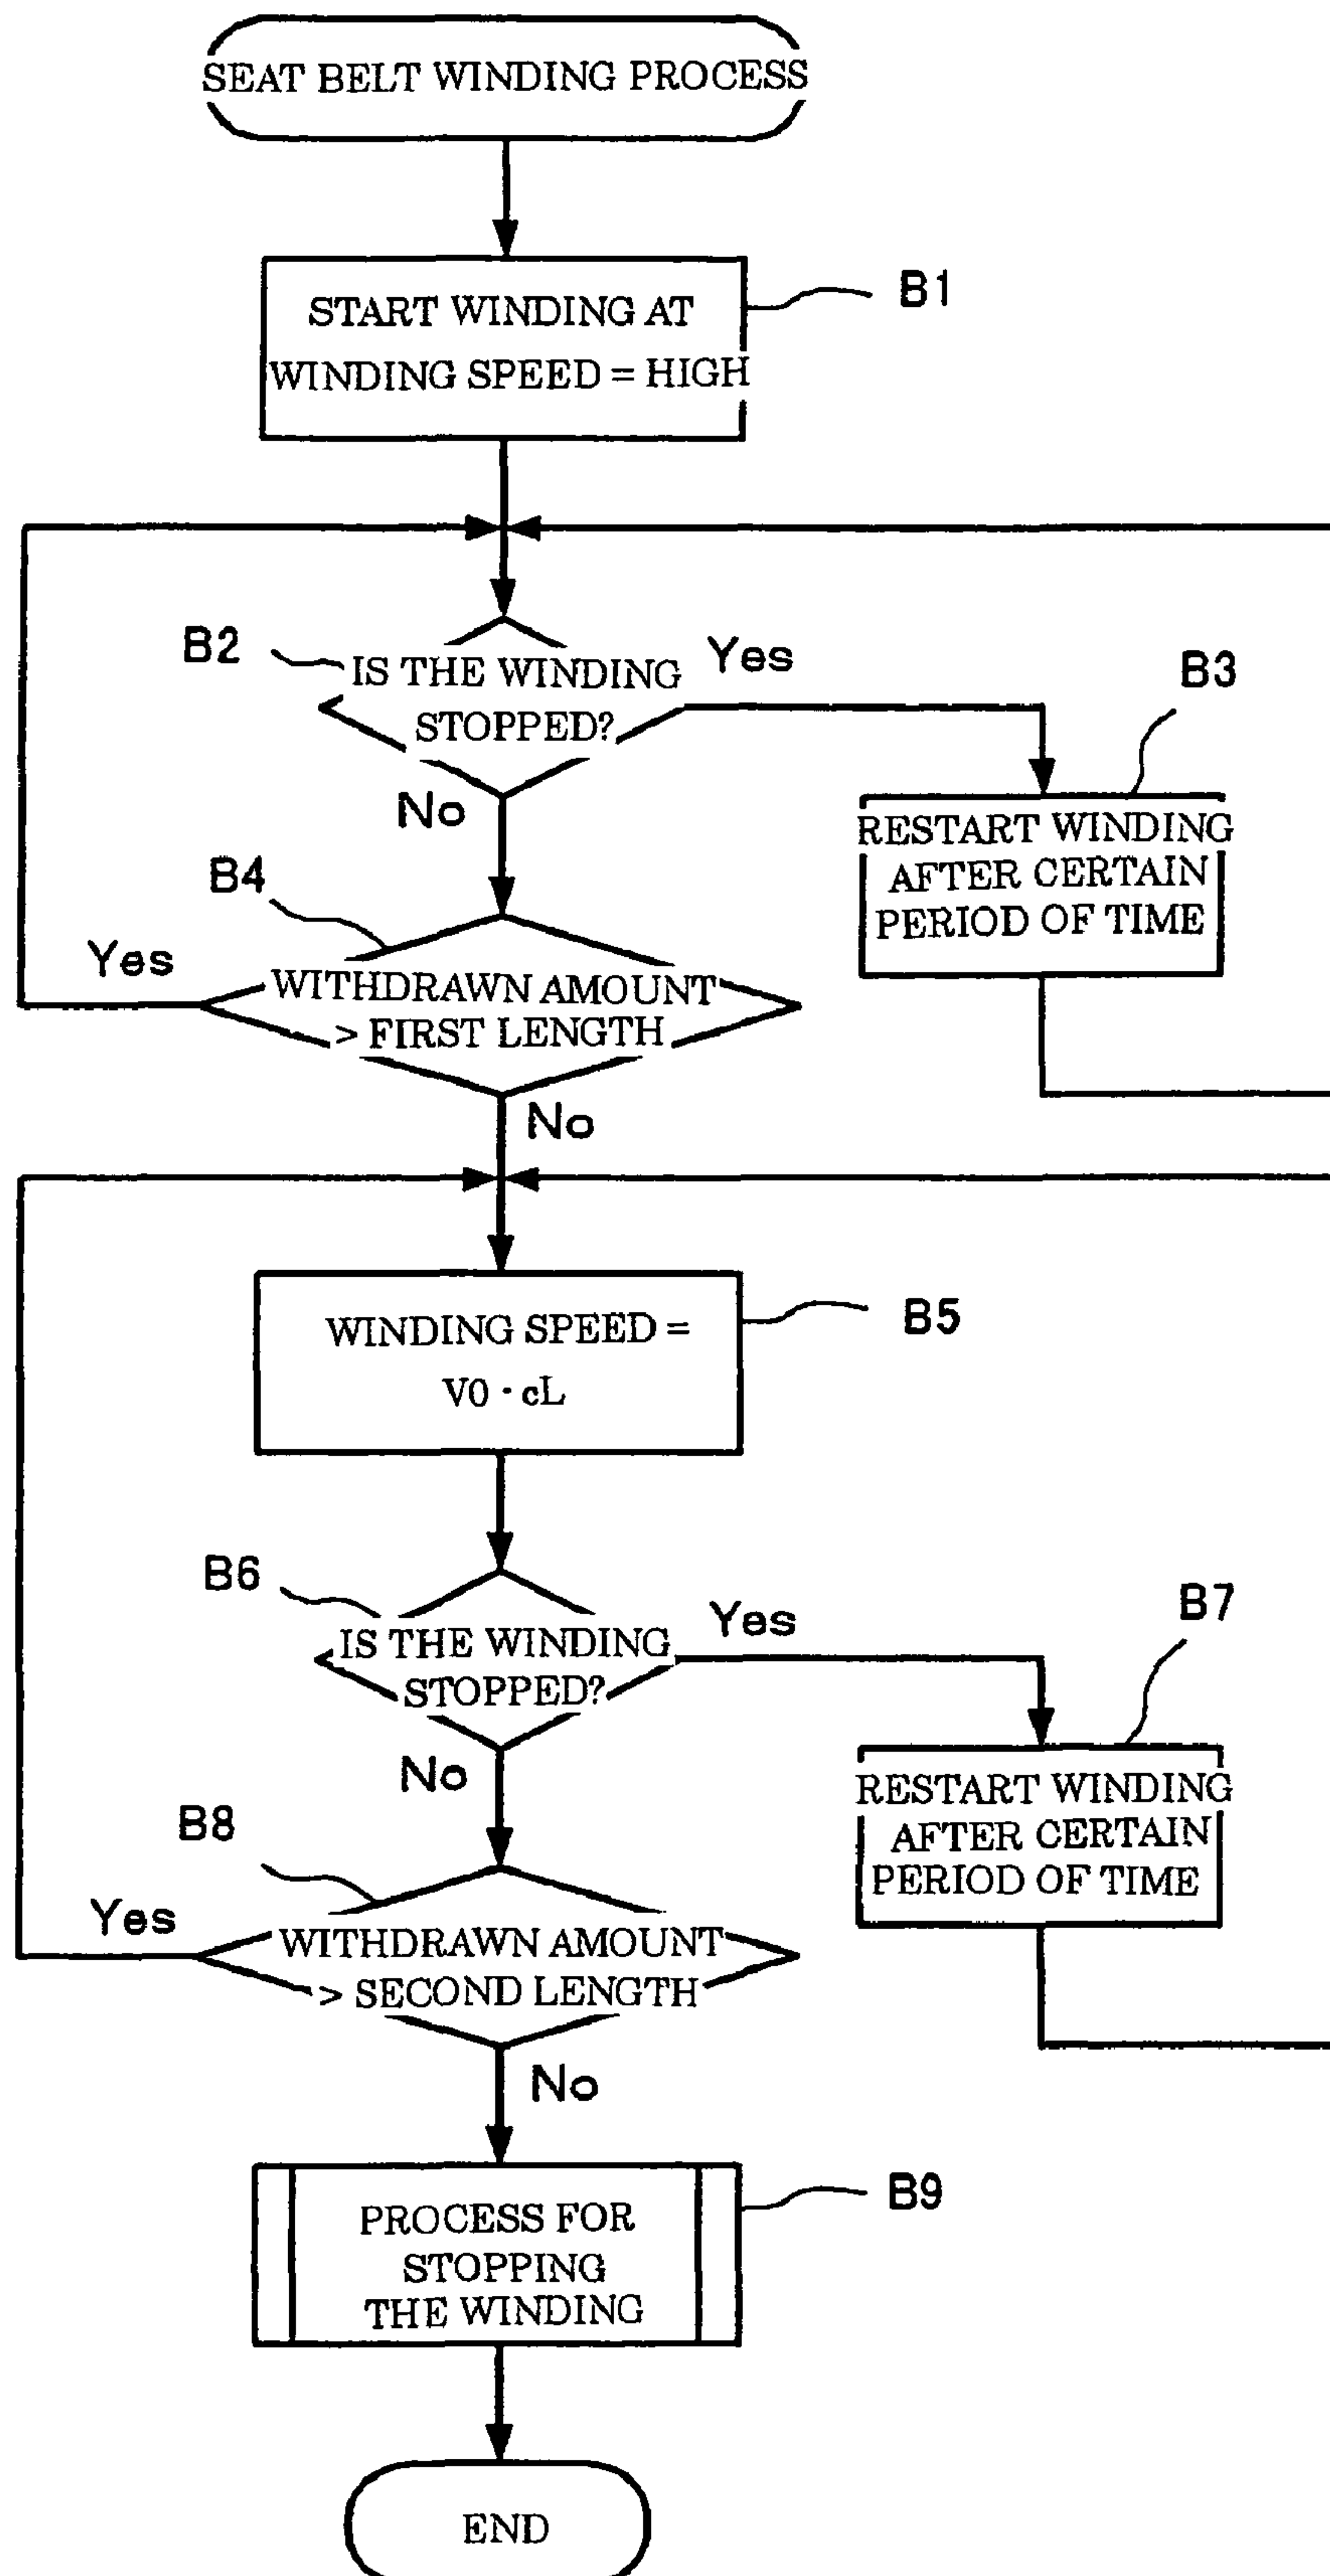 SEAT BELT WINDING PROCESS
START WINDING AT
WINDING SPEED = HIGH
B1
B2
IS THE WINDING
STOPPED?
Yes
No
B3
RESTART WINDING
AFTER CERTAIN
PERIOD OF TIME
B4
Yes
WITHDRAWN AMOUNT
> FIRST LENGTH
No
WINDING SPEED =
V0 · cL
B5
B6
IS THE WINDING
STOPPED?
Yes
No
B7
RESTART WINDING
AFTER CERTAIN
PERIOD OF TIME
B8
Yes
WITHDRAWN AMOUNT
> SECOND LENGTH
No
PROCESS FOR
STOPPING
THE WINDING
B9
END